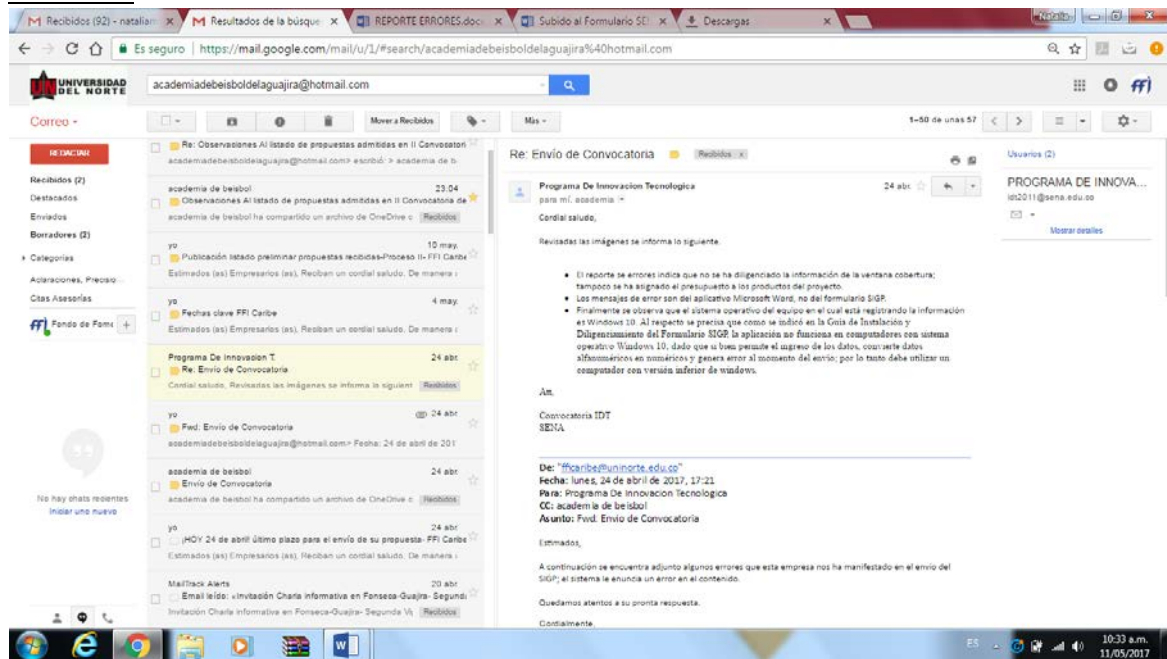 Recibidos (92) - nataliam
Resultados de la búsque
REPORTE ERRORES.doc
Subido al Formulario SE
Descargas
Natalia
Es seguro | https://mail.google.com/mail/u/1/#search/academiadebeisboldelaguajira%40hotmail.com
UNIVERSIDAD
DEL NORTE
academiadebeisboldelaguajira@hotmail.com
ffi
Correo
Mover a Recibidos
Más
1–50 de unas 57
REDACTAR
Recibidos (2)
Destacados
Enviados
Borradores (2)
Categorías
Aclaraciones, Preciso...
Citas Asesorías
ffi Fondo de Fome +
No hay chats recientes
Iniciar uno nuevo
Re: Observaciones Al listado de propuestas admitidas en II Convocatori
academiadebeisboldelaguajira@hotmail.com> escribió: > academia de b
academia de beisbol 23:04
Observaciones Al listado de propuestas admitidas en II Convocatoria de
academia de beisbol ha compartido un archivo de OneDrive c Recibidos
yo 10 may.
Publicación listado preliminar propuestas recibidas-Proceso II- FFI Caribe
Estimados (as) Empresarios (as), Reciban un cordial saludo. De manera
yo 4 may.
Fechas clave FFI Caribe
Estimados (as) Empresarios (as), Reciban un cordial saludo. De manera
Programa De Innovacion T. 24 abr.
Re: Envío de Convocatoria
Cordial saludo, Revisadas las imágenes se informa lo siguient Recibidos
yo 24 abr.
Fwd: Envío de Convocatoria
academiadebeisboldelaguajira@hotmail.com> Fecha: 24 de abril de 201
academia de beisbol 24 abr.
Envío de Convocatoria
academia de beisbol ha compartido un archivo de OneDrive c Recibidos
yo 24 abr.
¡HOY 24 de abril! último plazo para el envío de su propuesta- FFI Caribe
Estimados (as) Empresarios (as), Reciban un cordial saludo. De manera
MailTrack Alerts 20 abr.
Email leído: «Invitación Charla informativa en Fonseca-Guajira- Segunda
Invitación Charla informativa en Fonseca-Guajira- Segunda Ve Recibidos
Re: Envío de Convocatoria Recibidos x
Programa De Innovacion Tecnologica 24 abr.
para mí, academia
Cordial saludo,
Revisadas las imágenes se informa lo siguiente.
• El reporte se errores indica que no se ha diligenciado la información de la ventana cobertura;
tampoco se ha asignado el presupuesto a los productos del proyecto.
• Los mensajes de error son del aplicativo Microsoft Word, no del formulario SIGP.
• Finalmente se observa que el sistema operativo del equipo en el cual está registrando la información
es Windows 10. Al respecto se precisa que como se indicó en la Guía de Instalación y
Diligenciamiento del Formulario SIGP, la aplicación no funciona en computadores con sistema
operativo Windows 10, dado que si bien permite el ingreso de los datos, convierte datos
alfanuméricos en numéricos y genera error al momento del envío; por lo tanto debe utilizar un
computador con versión inferior de windows.
Att,
Convocatoria IDT
SENA
De: "fficaribe@uninorte.edu.co"
Fecha: lunes, 24 de abril de 2017, 17:21
Para: Programa De Innovacion Tecnologica
CC: academia de beisbol
Asunto: Fwd: Envío de Convocatoria
Estimados,
A continuación se encuentra adjunto algunos errores que esta empresa nos ha manifestado en el envío del
SIGP; el sistema le enuncia un error en el contenido.
Quedamos atentos a su pronta respuesta.
Cordialmente,
Usuarios (2)
PROGRAMA DE INNOVA...
idt2011@sena.edu.co
Mostrar detalles
ES
10:33 a.m.
11/05/2017